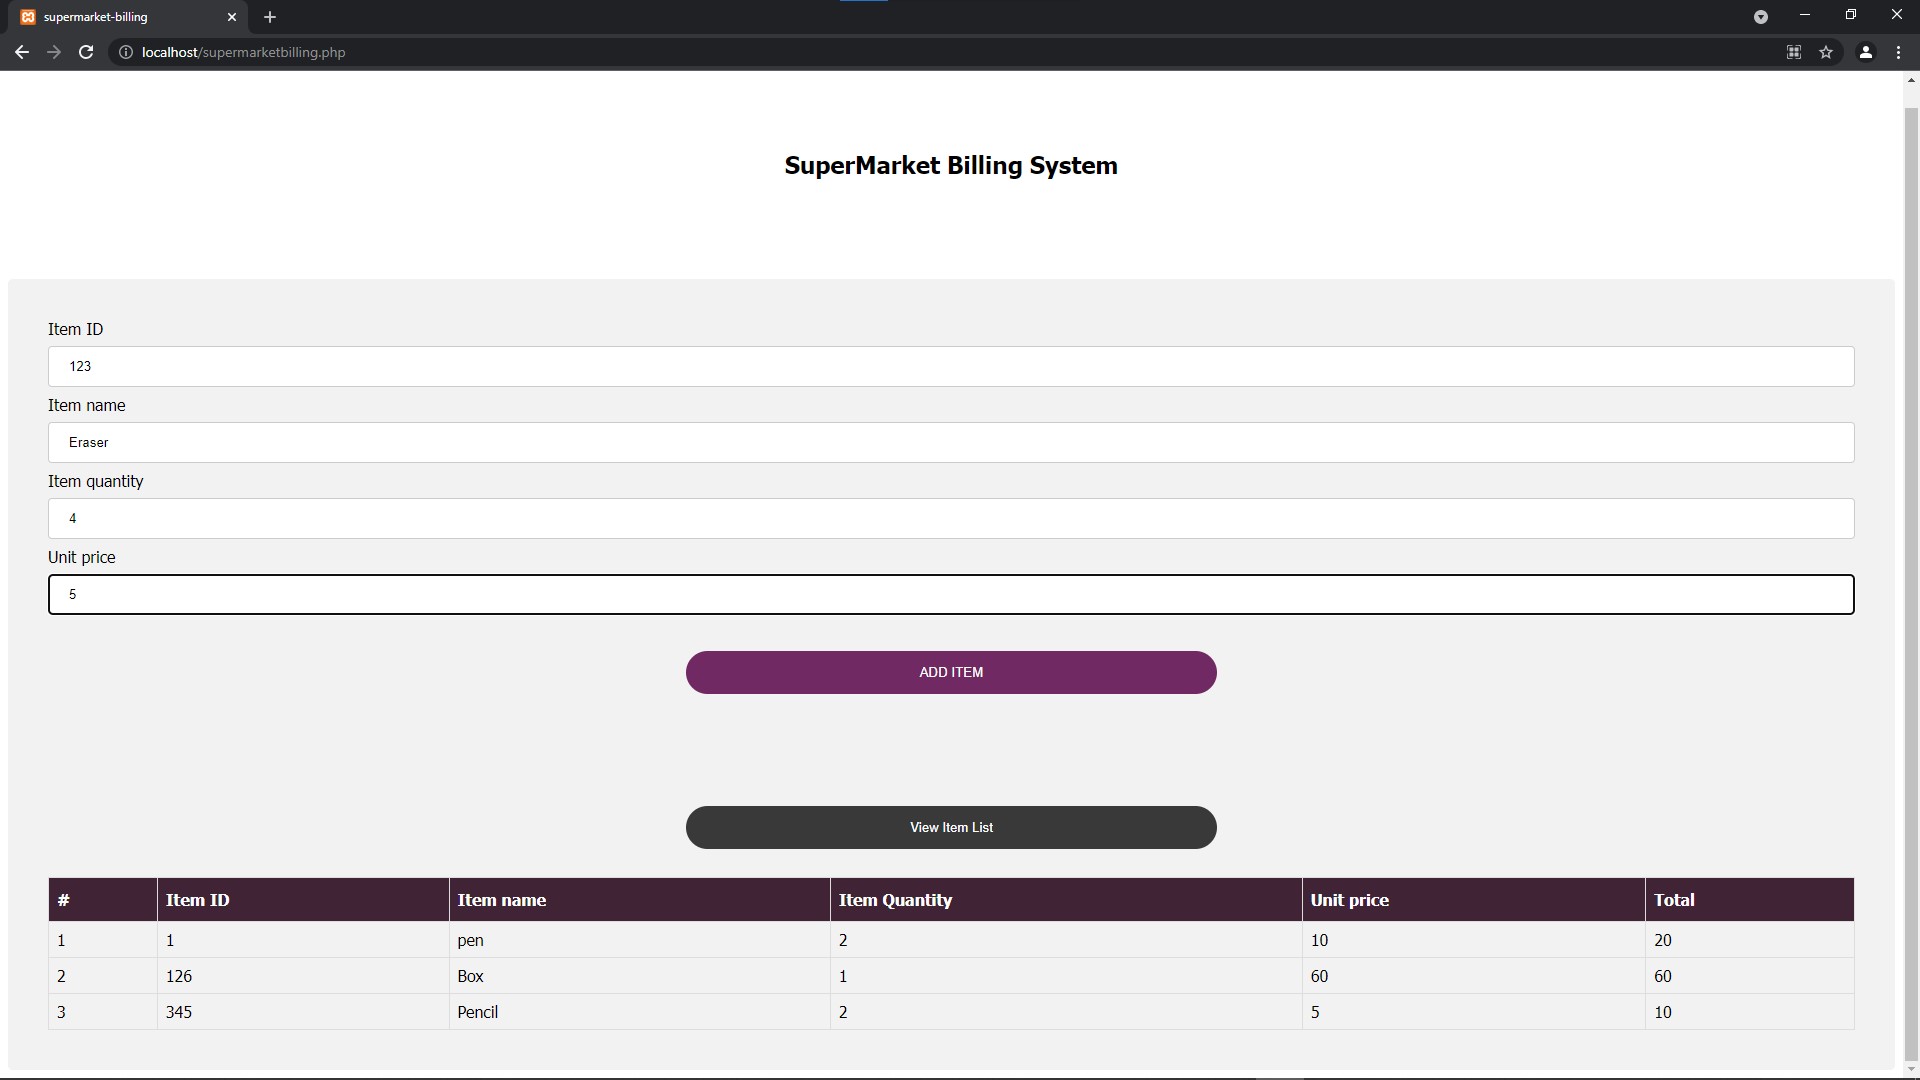 supermarket-billing
localhost/supermarketbilling.php
SuperMarket Billing System
Item ID
123
Item name
Eraser
Item quantity
4
Unit price
5
ADD ITEM
View Item List
# Item ID Item name Item Quantity Unit price Total
1 1 pen 2 10 20
2 126 Box 1 60 60
3 345 Pencil 2 5 10